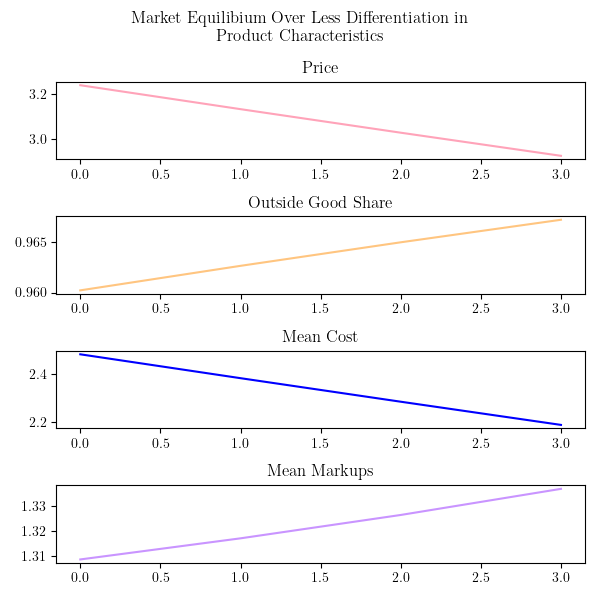 Market Equilibium Over Less Differentiation in
Product Characteristics
Price
3.2
3.0
0.0 0.5 1.0 1.5 2.0 2.5 3.0
Outside Good Share
0.965
0.960
0.0 0.5 1.0 1.5 2.0 2.5 3.0
Mean Cost
2.4
2.2
0.0 0.5 1.0 1.5 2.0 2.5 3.0
Mean Markups
1.33
1.32
1.31
0.0 0.5 1.0 1.5 2.0 2.5 3.0